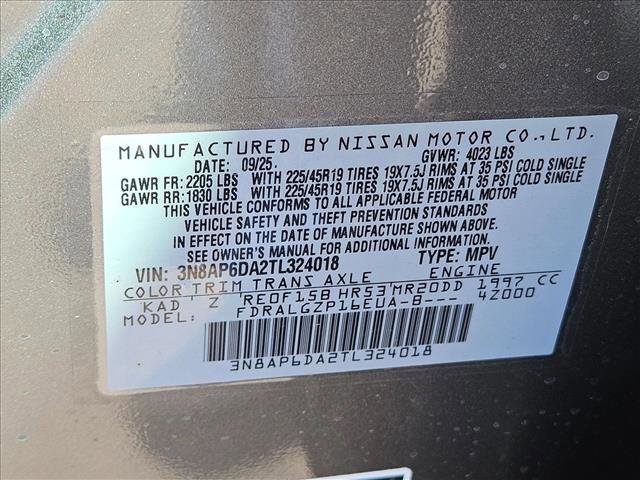 MANUFACTURED BY NISSAN MOTOR CO.,LTD.
DATE: 09/25. GVWR: 4023 LBS
GAWR FR: 2205 LBS WITH 225/45R19 TIRES 19X7.5J RIMS AT 35 PSI COLD SINGLE
GAWR RR: 1830 LBS WITH 225/45R19 TIRES 19X7.5J RIMS AT 35 PSI COLD SINGLE
THIS VEHICLE CONFORMS TO ALL APPLICABLE FEDERAL MOTOR
VEHICLE SAFETY AND THEFT PREVENTION STANDARDS
IN EFFECT ON THE DATE OF MANUFACTURE SHOWN ABOVE.
SEE OWNER'S MANUAL FOR ADDITIONAL INFORMATION.
VIN: 3N8AP6DA2TL324018 TYPE: MPV
COLOR TRIM TRANS AXLE ENGINE
KAD Z RE0F15B HR53 MR20DD 1997 CC
MODEL: FDRALGZP16EUA-B--- 4Z000
3N8AP6DA2TL324018